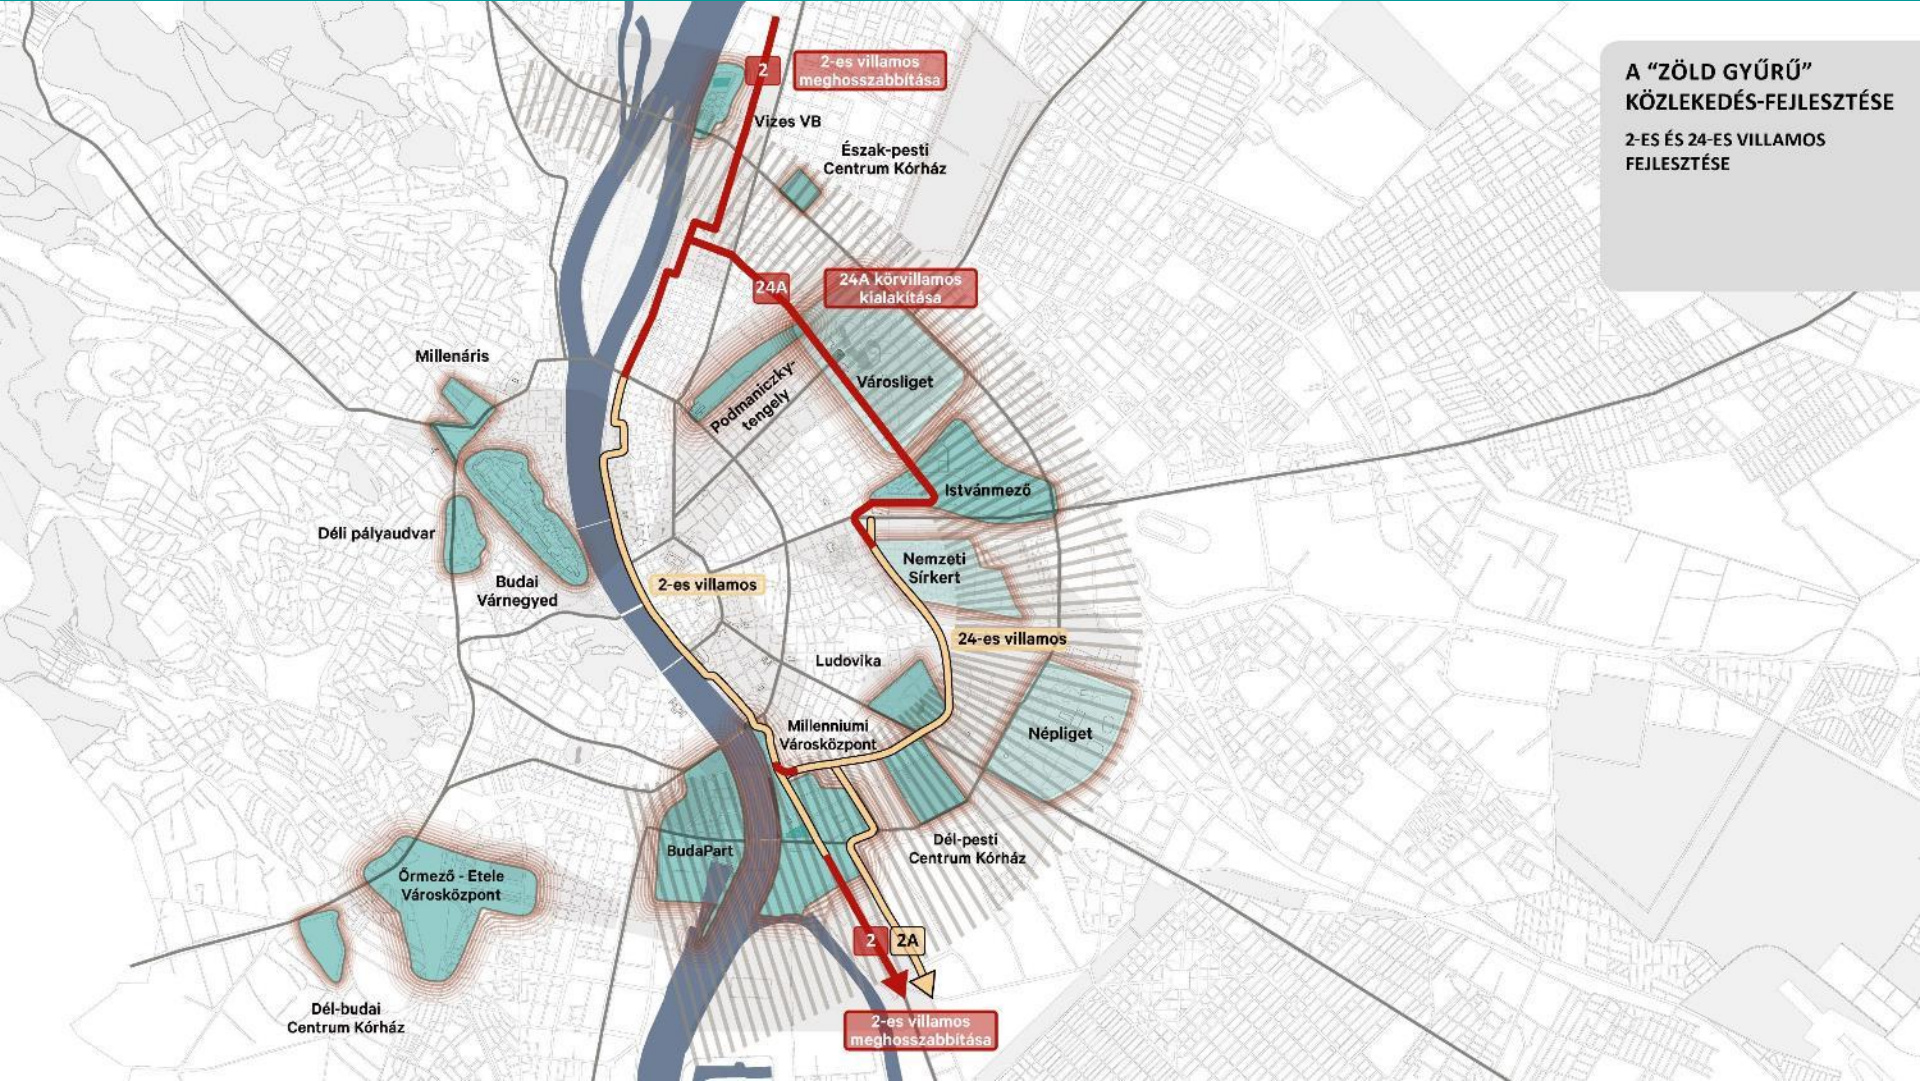 A “ZÖLD GYŰRŰ”
KÖZLEKEDÉS-FEJLESZTÉSE
2-ES ÉS 24-ES VILLAMOS
FEJLESZTÉSE
2
2-es villamos
meghosszabbítása
Vizes VB
Észak-pesti
Centrum Kórház
24A
24A körvillamos
kialakítása
Millenáris
Podmaniczky-
tengely
Városliget
Istvánmező
Déli pályaudvar
Budai
Várnegyed
2-es villamos
Nemzeti
Sírkert
24-es villamos
Ludovika
Millenniumi
Városközpont
Népliget
BudaPart
Dél-pesti
Centrum Kórház
Őrmező - Etele
Városközpont
2
2A
Dél-budai
Centrum Kórház
2-es villamos
meghosszabbítása